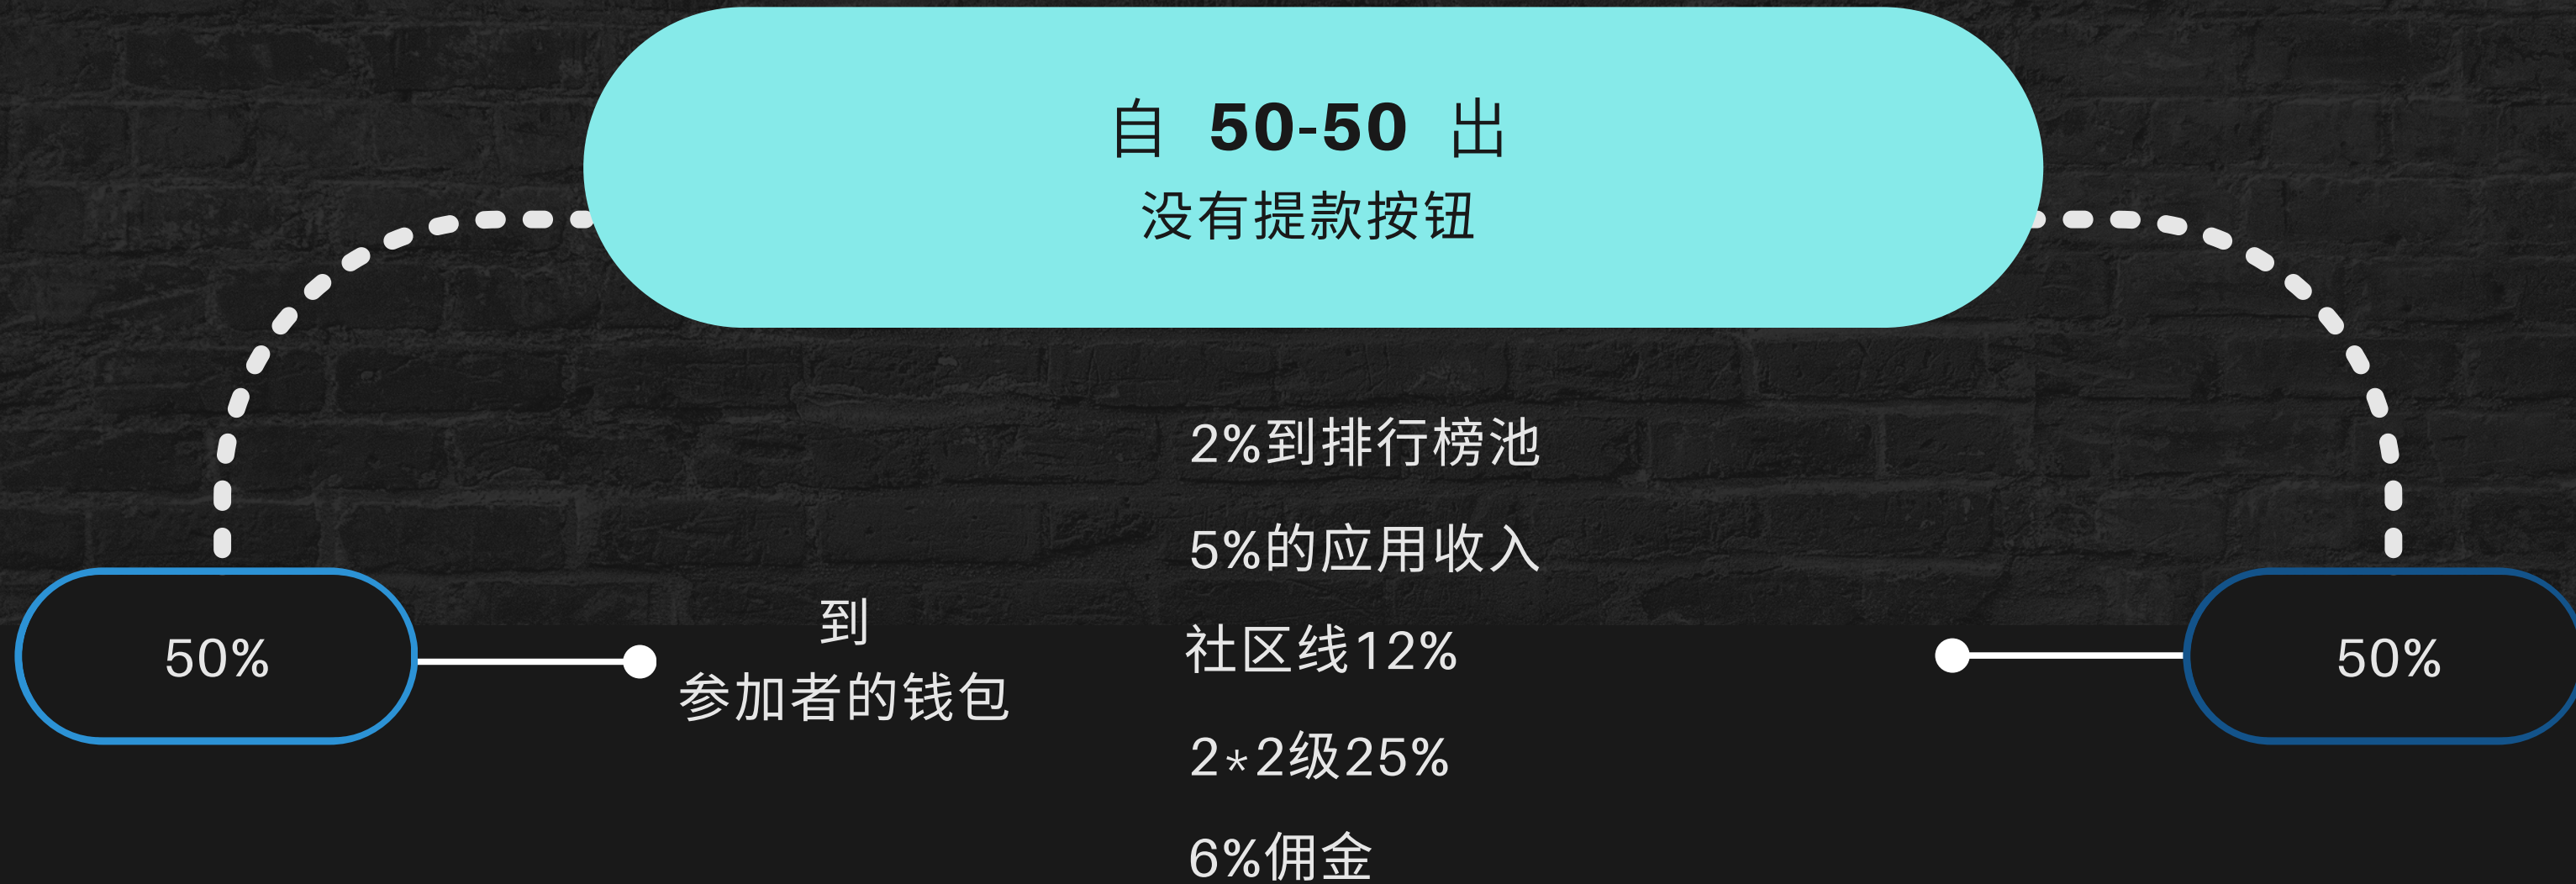 自 50-50 出
没有提款按钮
50%
到
参加者的钱包
2%到排行榜池
5%的应用收入
社区线12%
2*2级25%
6%佣金
50%